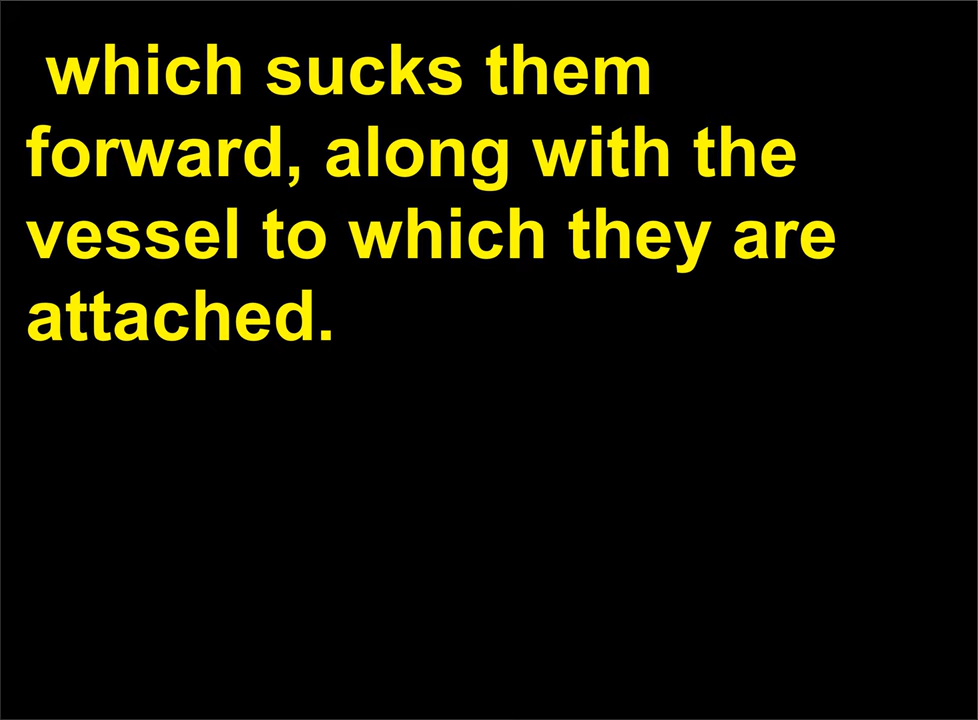 which sucks them
forward, along with the
vessel to which they are
attached.